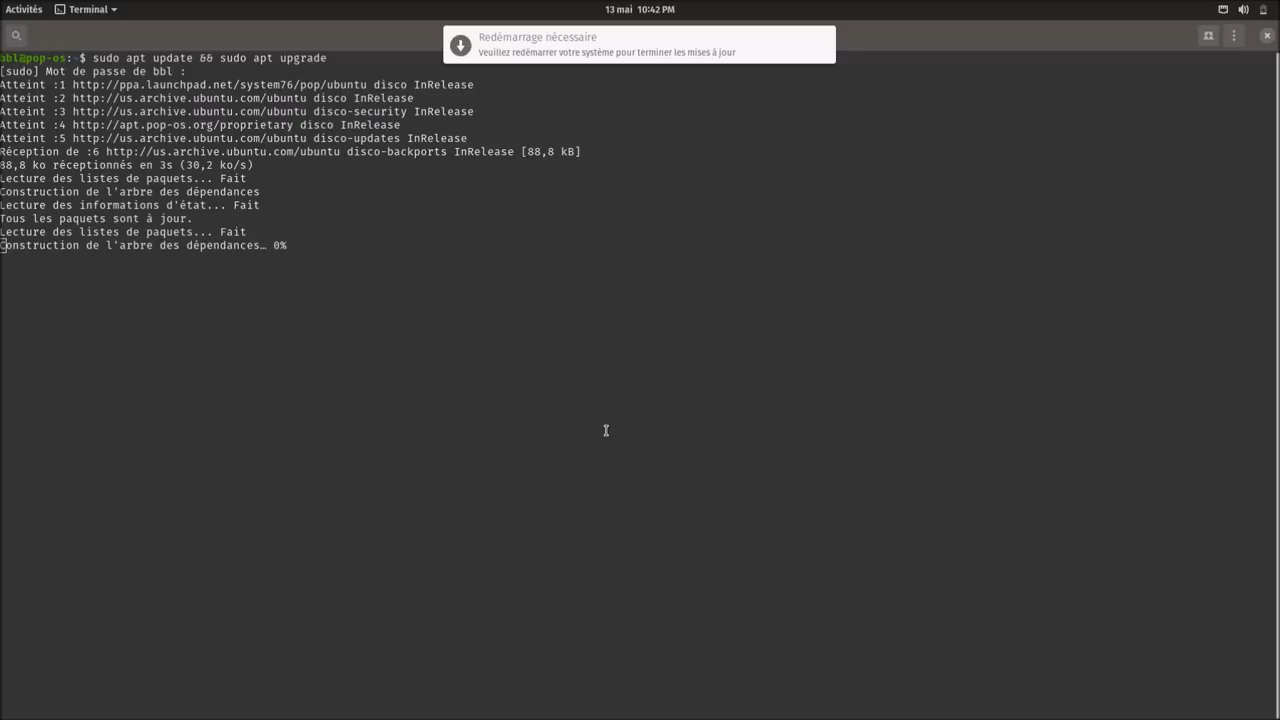 Activités Terminal 13 mai 10:42 PM
Redémarrage nécessaire
Veuillez redémarrer votre système pour terminer les mises à jour
bbl@pop-os:~$ sudo apt update && sudo apt upgrade
[sudo] Mot de passe de bbl :
Atteint :1 http://ppa.launchpad.net/system76/pop/ubuntu disco InRelease
Atteint :2 http://us.archive.ubuntu.com/ubuntu disco InRelease
Atteint :3 http://us.archive.ubuntu.com/ubuntu disco-security InRelease
Atteint :4 http://apt.pop-os.org/proprietary disco InRelease
Atteint :5 http://us.archive.ubuntu.com/ubuntu disco-updates InRelease
Réception de :6 http://us.archive.ubuntu.com/ubuntu disco-backports InRelease [88,8 kB]
88,8 ko réceptionnés en 3s (30,2 ko/s)
Lecture des listes de paquets... Fait
Construction de l'arbre des dépendances
Lecture des informations d'état... Fait
Tous les paquets sont à jour.
Lecture des listes de paquets... Fait
Construction de l'arbre des dépendances… 0%